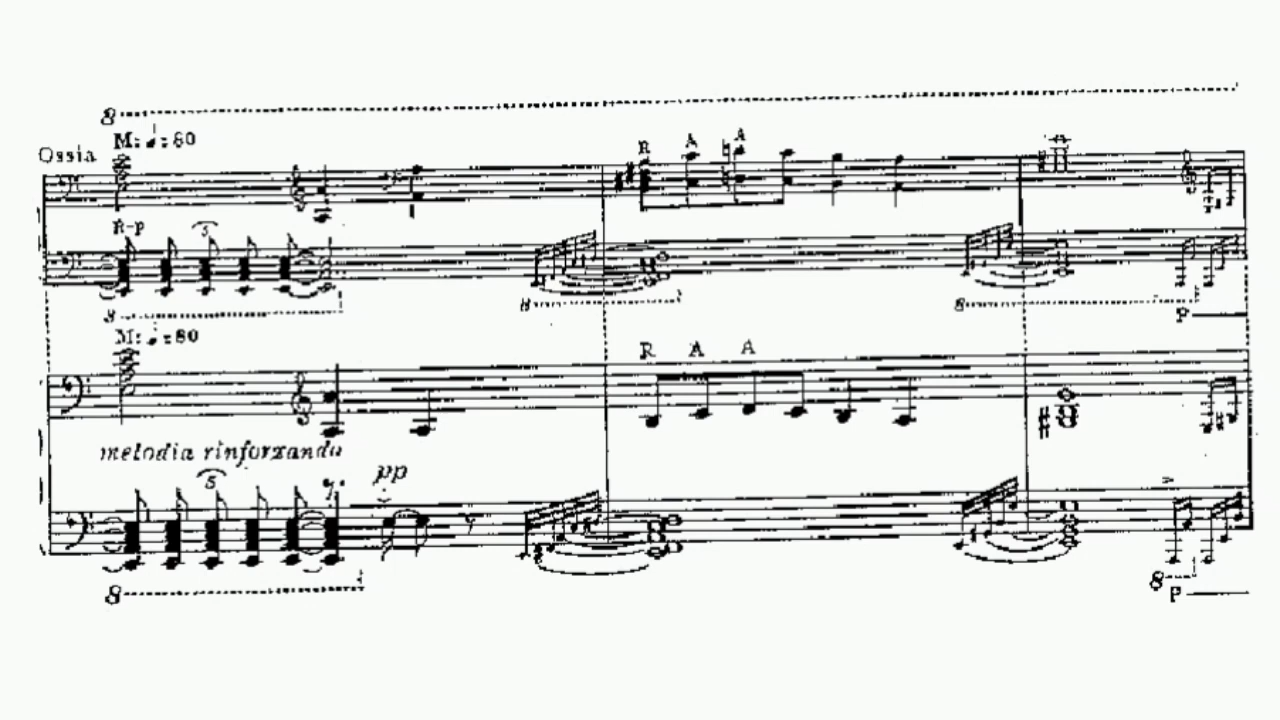 8
Ossia M: ♩=80
R A A A
R-P 5
8 8 8
P
M: ♩=80
R A A
melodia rinforzando
pp
5
8 8
P